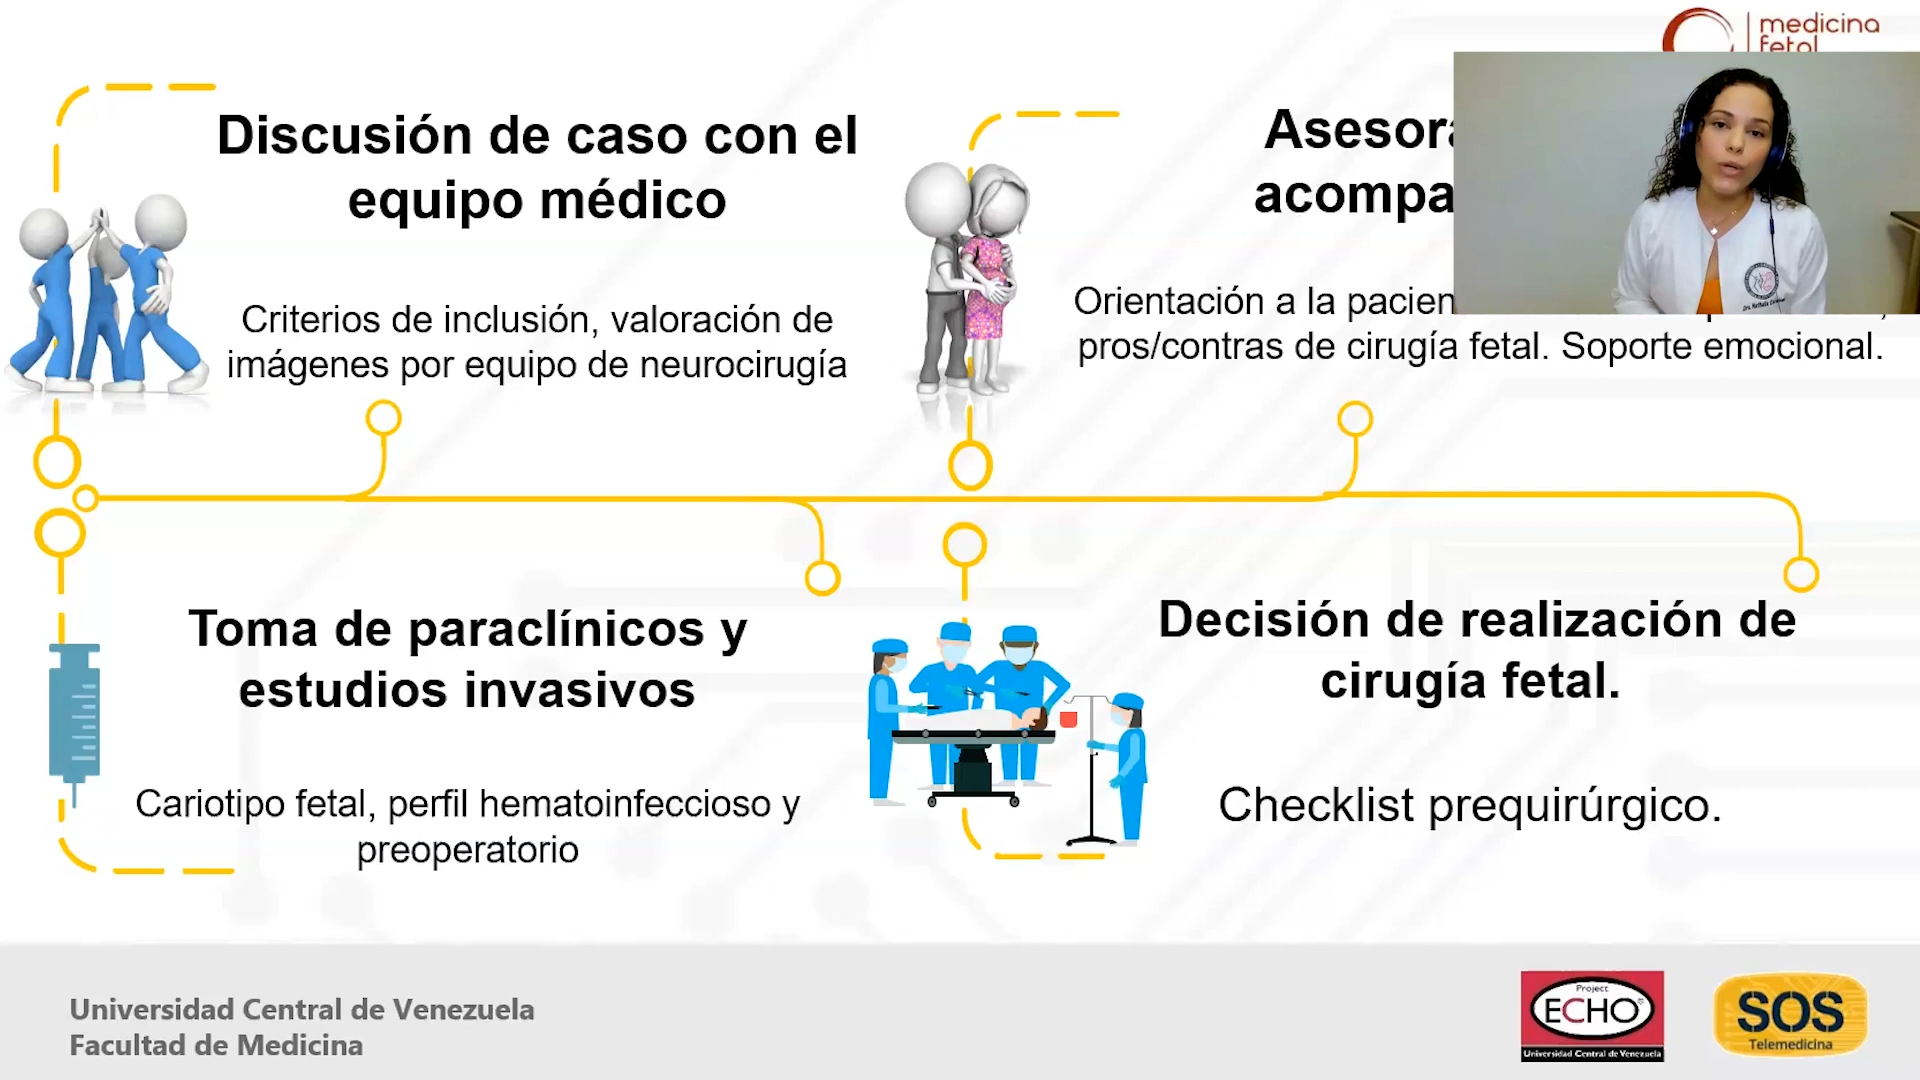 medicina
fetal
Discusión de caso con el
equipo médico
Criterios de inclusión, valoración de
imágenes por equipo de neurocirugía
Orientación a la
pros/contras de cirugía fetal. Soporte emocional.
Toma de paraclínicos y
estudios invasivos
Cariotipo fetal, perfil hematoinfeccioso y
preoperatorio
Decisión de realización de
cirugía fetal.
Checklist prequirúrgico.
Universidad Central de Venezuela
Facultad de Medicina
Project
ECHO®
Universidad Central de Venezuela
SOS
Telemedicina